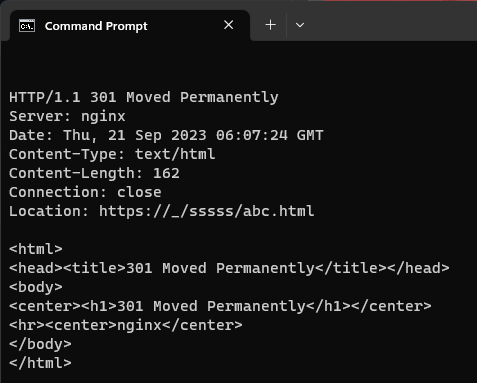 Command Prompt
HTTP/1.1 301 Moved Permanently
Server: nginx
Date: Thu, 21 Sep 2023 06:07:24 GMT
Content-Type: text/html
Content-Length: 162
Connection: close
Location: https://_/sssss/abc.html
<html>
<head><title>301 Moved Permanently</title></head>
<body>
<center><h1>301 Moved Permanently</h1></center>
<hr><center>nginx</center>
</body>
</html>